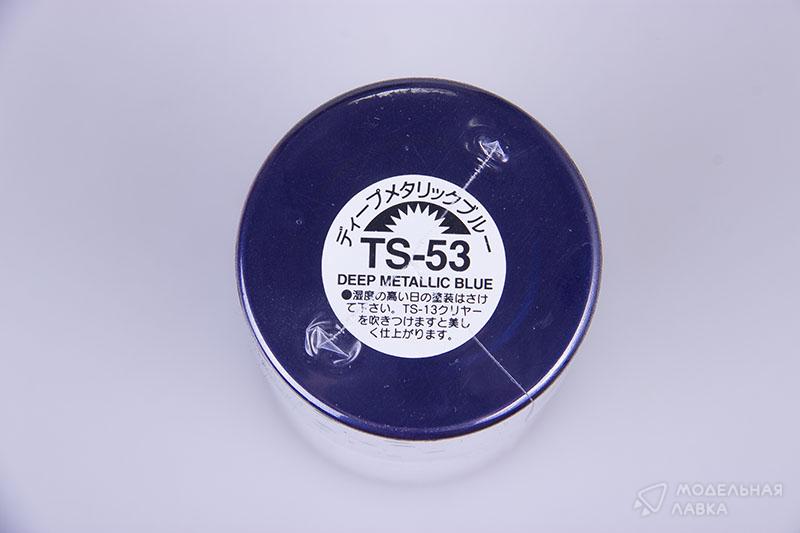 ディープメタリックブルー
TS-53
DEEP METALLIC BLUE
●湿度の高い日の塗装はさけ
て下さい。TS-13クリヤー
を吹きつけますと美し
く仕上がります。
МОДЕЛЬНАЯ
ЛАВКА